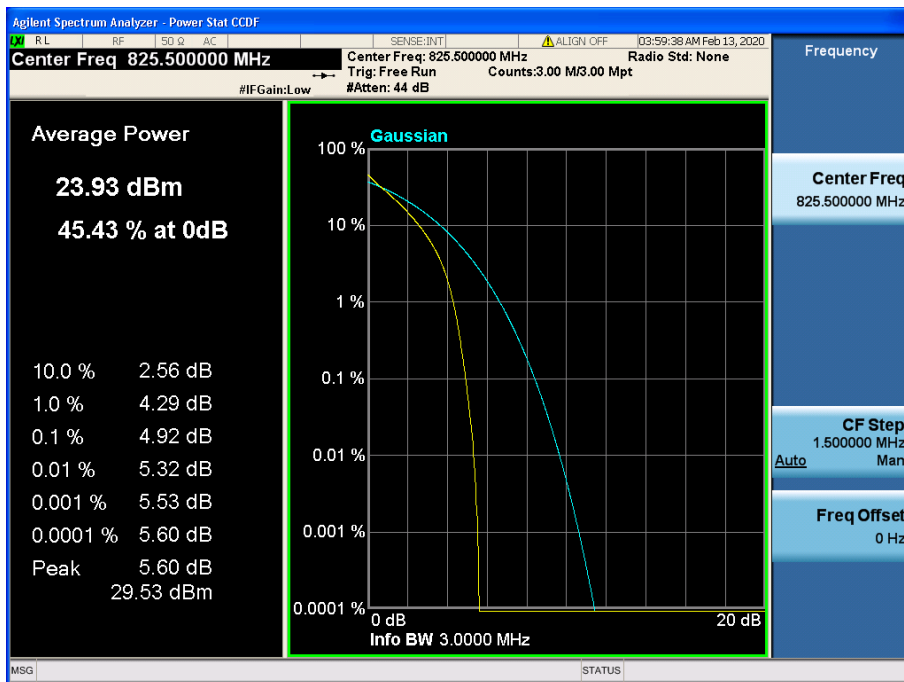 Agilent Spectrum Analyzer - Power Stat CCDF
LXI RL RF 50 Ω AC SENSE:INT ALIGN OFF 03:59:38 AM Feb 13, 2020
Center Freq 825.500000 MHz
Center Freq: 825.500000 MHz Radio Std: None
Trig: Free Run Counts:3.00 M/3.00 Mpt
#IFGain:Low #Atten: 44 dB
Average Power
23.93 dBm
45.43 % at 0dB
10.0 % 2.56 dB
1.0 % 4.29 dB
0.1 % 4.92 dB
0.01 % 5.32 dB
0.001 % 5.53 dB
0.0001 % 5.60 dB
Peak 5.60 dB
29.53 dBm
Gaussian
100 %
10 %
1 %
0.1 %
0.01 %
0.001 %
0.0001 %
0 dB 20 dB
Info BW 3.0000 MHz
Frequency
Center Freq
825.500000 MHz
CF Step
1.500000 MHz
Auto Man
Freq Offset
0 Hz
MSG STATUS